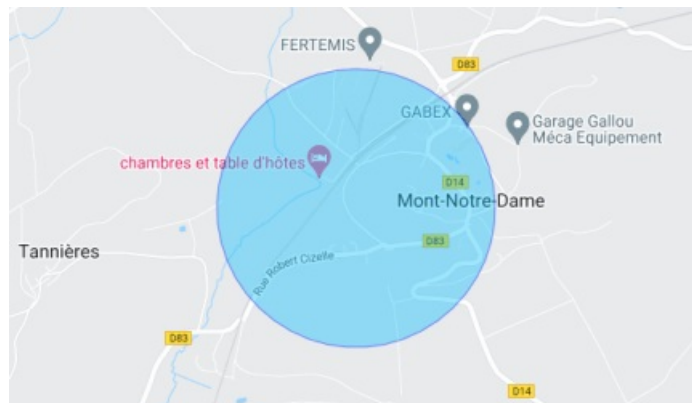 FERTEMIS
D83
GABEX
Garage Gallou
Méca Equipement
chambres et table d'hôtes
D14
Mont-Notre-Dame
D83
Tannières
Rue Robert Cizelle
D83
D14